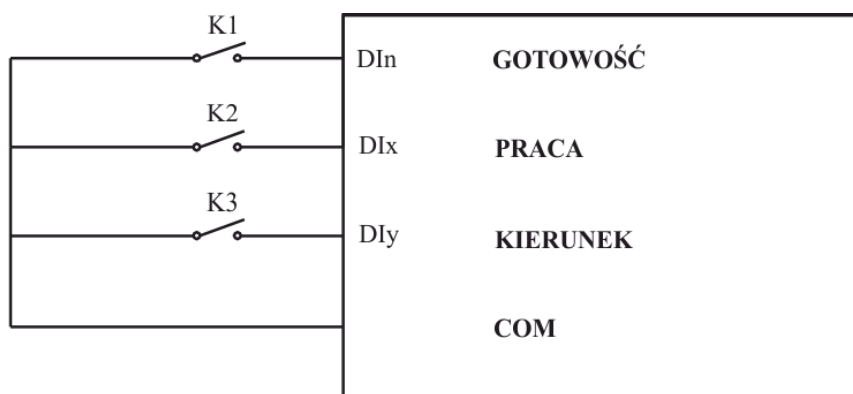 K1
DIn GOTOWOŚĆ
K2
DIx PRACA
K3
DIy KIERUNEK
COM